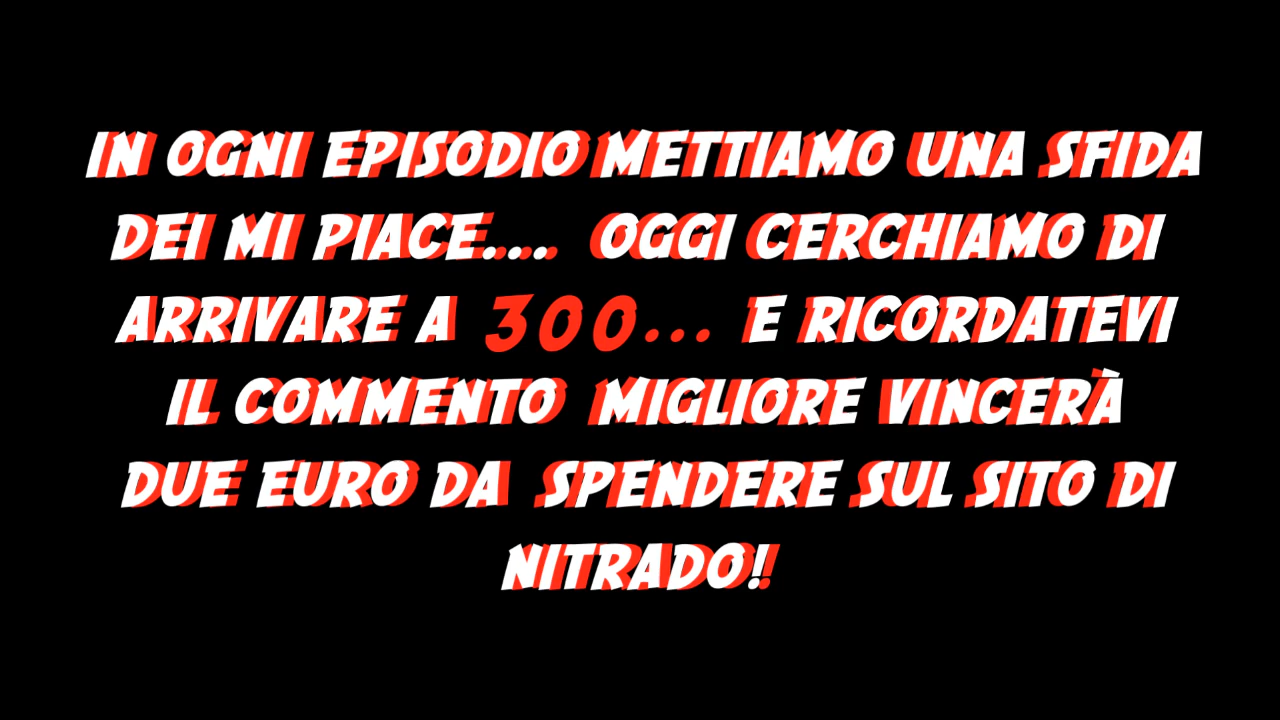 IN OGNI EPISODIO METTIAMO UNA SFIDA
DEI MI PIACE.... OGGI CERCHIAMO DI
ARRIVARE A 300... E RICORDATEVI
IL COMMENTO MIGLIORE VINCERÀ
DUE EURO DA SPENDERE SUL SITO DI
NITRADO!